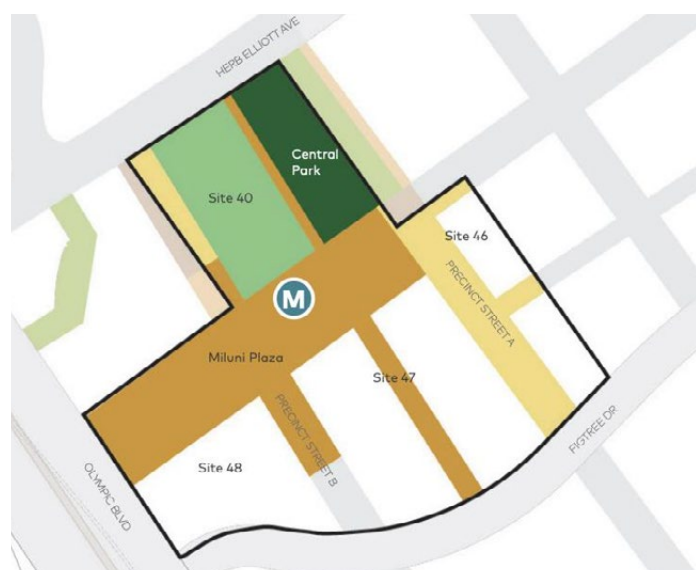 HERB ELLIOTT AVE
Central
Park
Site 40
Site 46
M
PRECINCT STREET A
Miluni Plaza
Site 47
PRECINCT STREET B
FIGTREE DR
Site 48
OLYMPIC BLVD